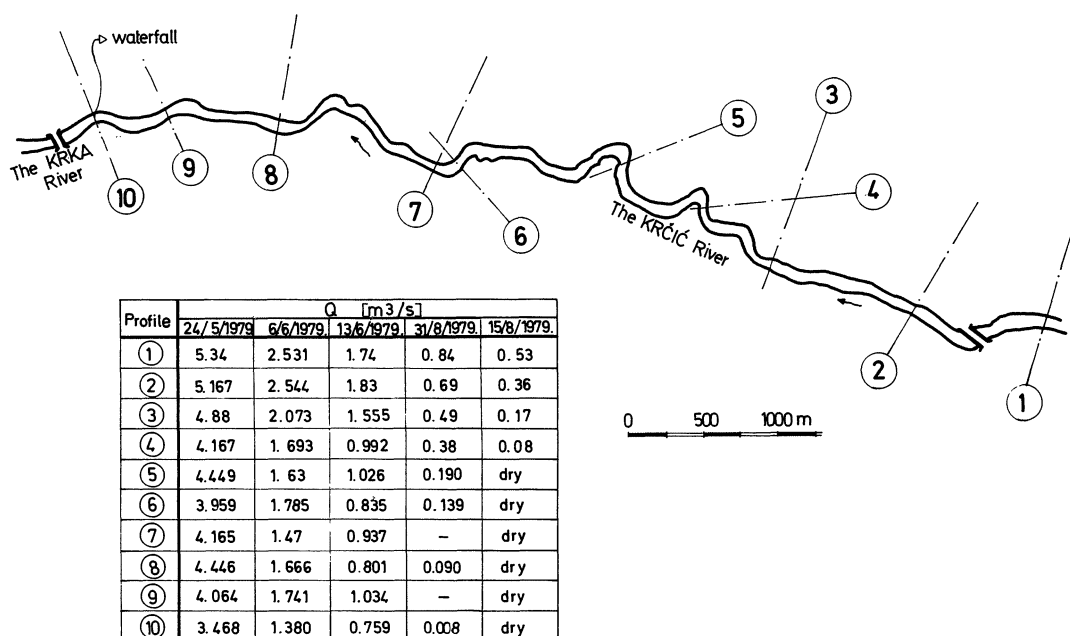 waterfall
The KRKA
River
10
9
8
7
6
5
4
3
2
1
The KRČIĆ River
0 500 1000 m
Profile Q [m3/s]
24/5/1979 6/6/1979. 13/6/1979. 31/8/1979. 15/8/1979.
1 5.34 2.531 1.74 0.84 0.53
2 5.167 2.544 1.83 0.69 0.36
3 4.88 2.073 1.555 0.49 0.17
4 4.167 1.693 0.992 0.38 0.08
5 4.449 1.63 1.026 0.190 dry
6 3.959 1.785 0.835 0.139 dry
7 4.165 1.47 0.937 – dry
8 4.446 1.666 0.801 0.090 dry
9 4.064 1.741 1.034 – dry
10 3.468 1.380 0.759 0.008 dry